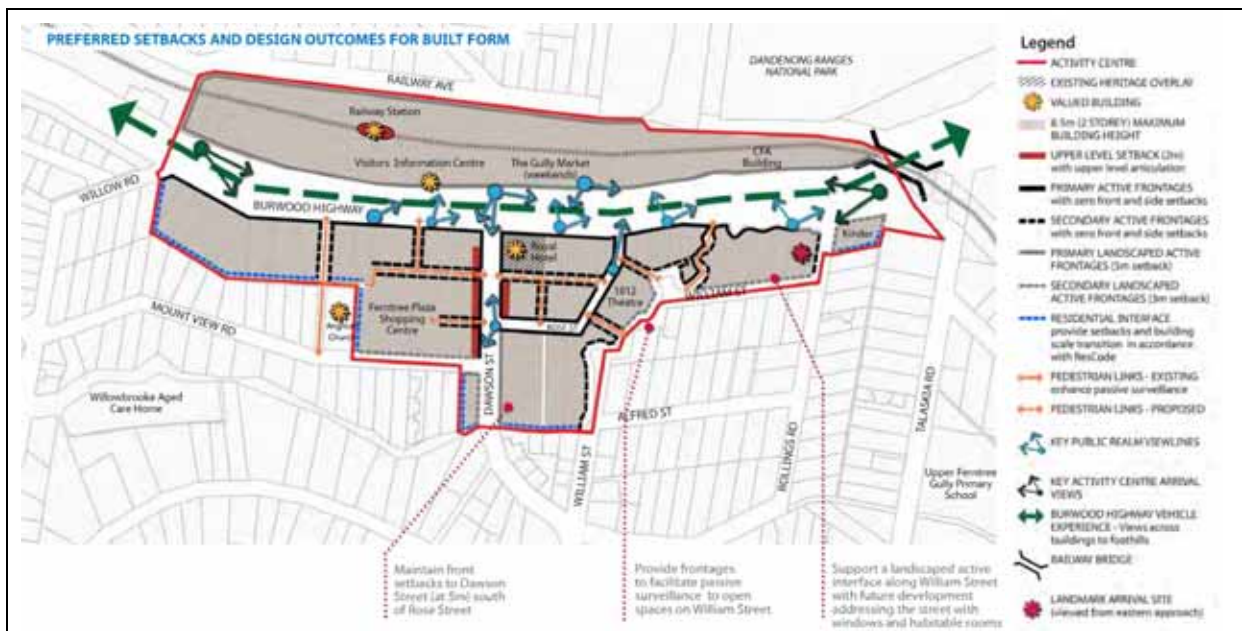 PREFERRED SETBACKS AND DESIGN OUTCOMES FOR BUILT FORM
RAILWAY AVE
DANDENCING RANGES
NATIONAL PARK
Railway Station
Visitors Information Centre
The Gully Market
(weekends)
CFA
Building
WILLOW RD
BURWOOD HIGHWAY
Royal
Hotel
Kinder
1812
Theatre
WILLIAM ST
Ferntree Plaza
Shopping
Centre
ROSE ST
Church
MOUNT VIEW RD
DAWSON ST
Willowbrooke Aged
Care Home
ALFRED ST
WILLIAM ST
ROLLINGS RD
TALASKIA RD
Upper Ferntree
Gully Primary
School
Maintain front
setbacks to Dawson
Street (at 5m) south
of Rose Street
Provide frontages
to facilitate passive
surveillance to open
spaces on William Street
Support a landscaped active
interface along William Street
with future development
addressing the street with
windows and habitable rooms
Legend
ACTIVITY CENTRE
EXISTING HERITAGE OVERLAY
VALUED BUILDING
8.5m (2 STOREY) MAXIMUM
BUILDING HEIGHT
UPPER LEVEL SETBACK (2m)
with upper level articulation
PRIMARY ACTIVE FRONTAGES
with zero front and side setbacks
SECONDARY ACTIVE FRONTAGES
with zero front and side setbacks
PRIMARY LANDSCAPED ACTIVE
FRONTAGES (5m setback)
SECONDARY LANDSCAPED
ACTIVE FRONTAGES (3m setback)
RESIDENTIAL INTERFACE
provide setbacks and building
scale transition in accordance
with ResCode
PEDESTRIAN LINKS - EXISTING
enhance passive surveillance
PEDESTRIAN LINKS - PROPOSED
KEY PUBLIC REALM VIEWLINES
KEY ACTIVITY CENTRE ARRIVAL
VIEWS
BURWOOD HIGHWAY VEHICLE
EXPERIENCE - Views across
buildings to foothills
RAILWAY BRIDGE
LANDMARK ARRIVAL SITE
(viewed from eastern approach)